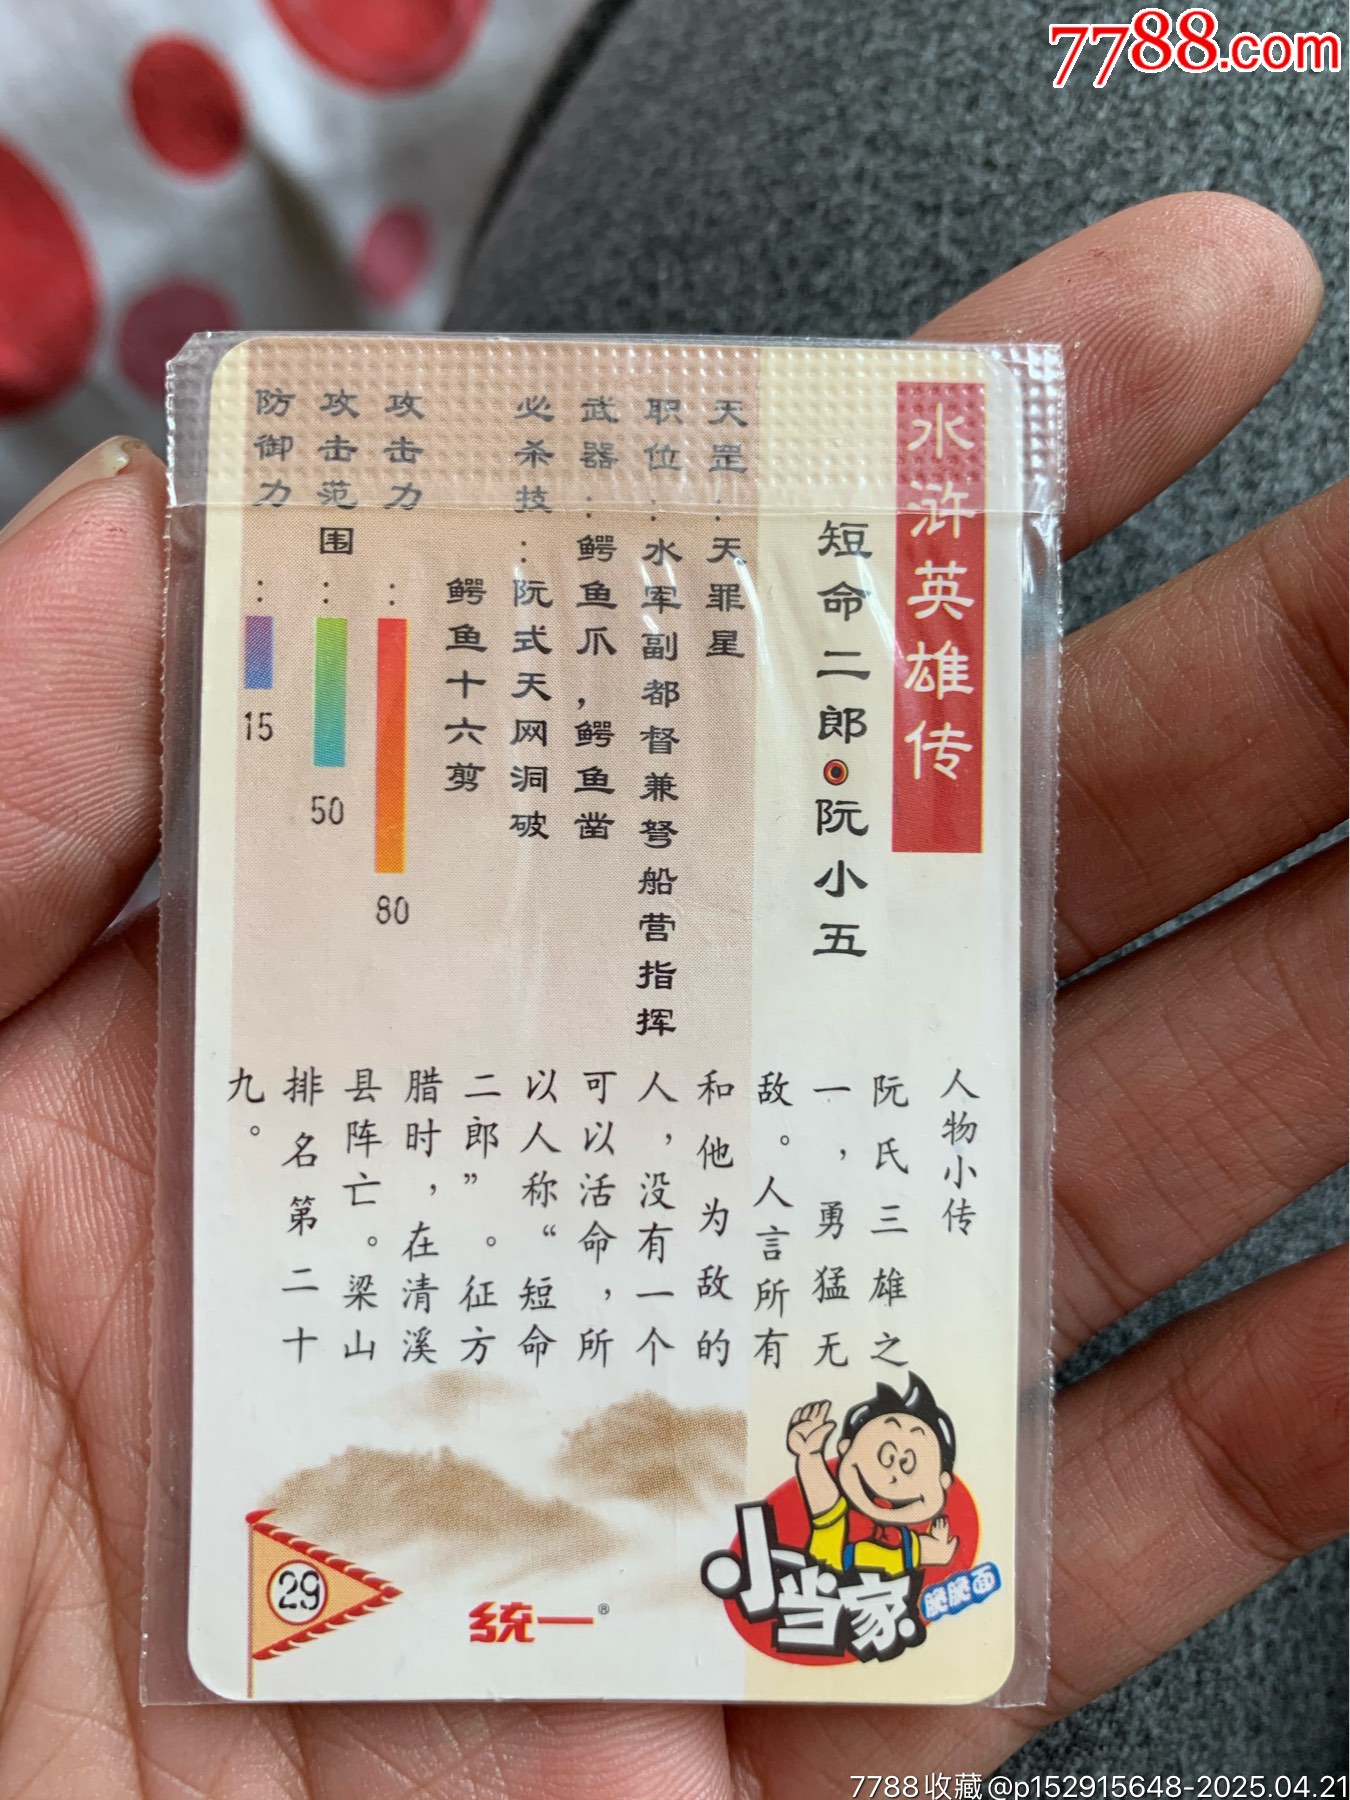 7788.com
水浒英雄传
短命二郎·阮小五
天罡：天罪星
职位：水军副都督兼弩船营指挥
武器：鳄鱼爪，鳄鱼凿
必杀技：阮式天网洞破
鳄鱼十六剪
攻击力：80
攻击范围：50
防御力：15
人物小传
阮氏三雄之
一，勇猛无
敌。人言所有
和他为敌的
人，没有一个
可以活命，所
以人称“短命
二郎”。征方
腊时，在清溪
县阵亡。梁山
排名第二十
九。
29
统一®
小当家
脆脆面
7788收藏@p152915648-2025.04.21